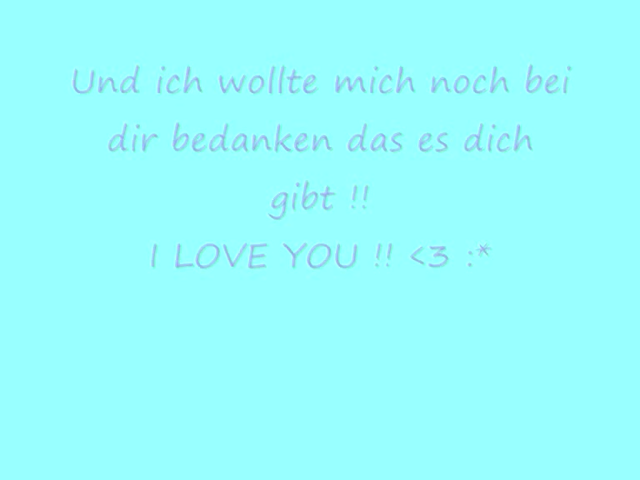 Und ich wollte mich noch bei
dir bedanken das es dich
gibt !!
I LOVE YOU !! <3 :*